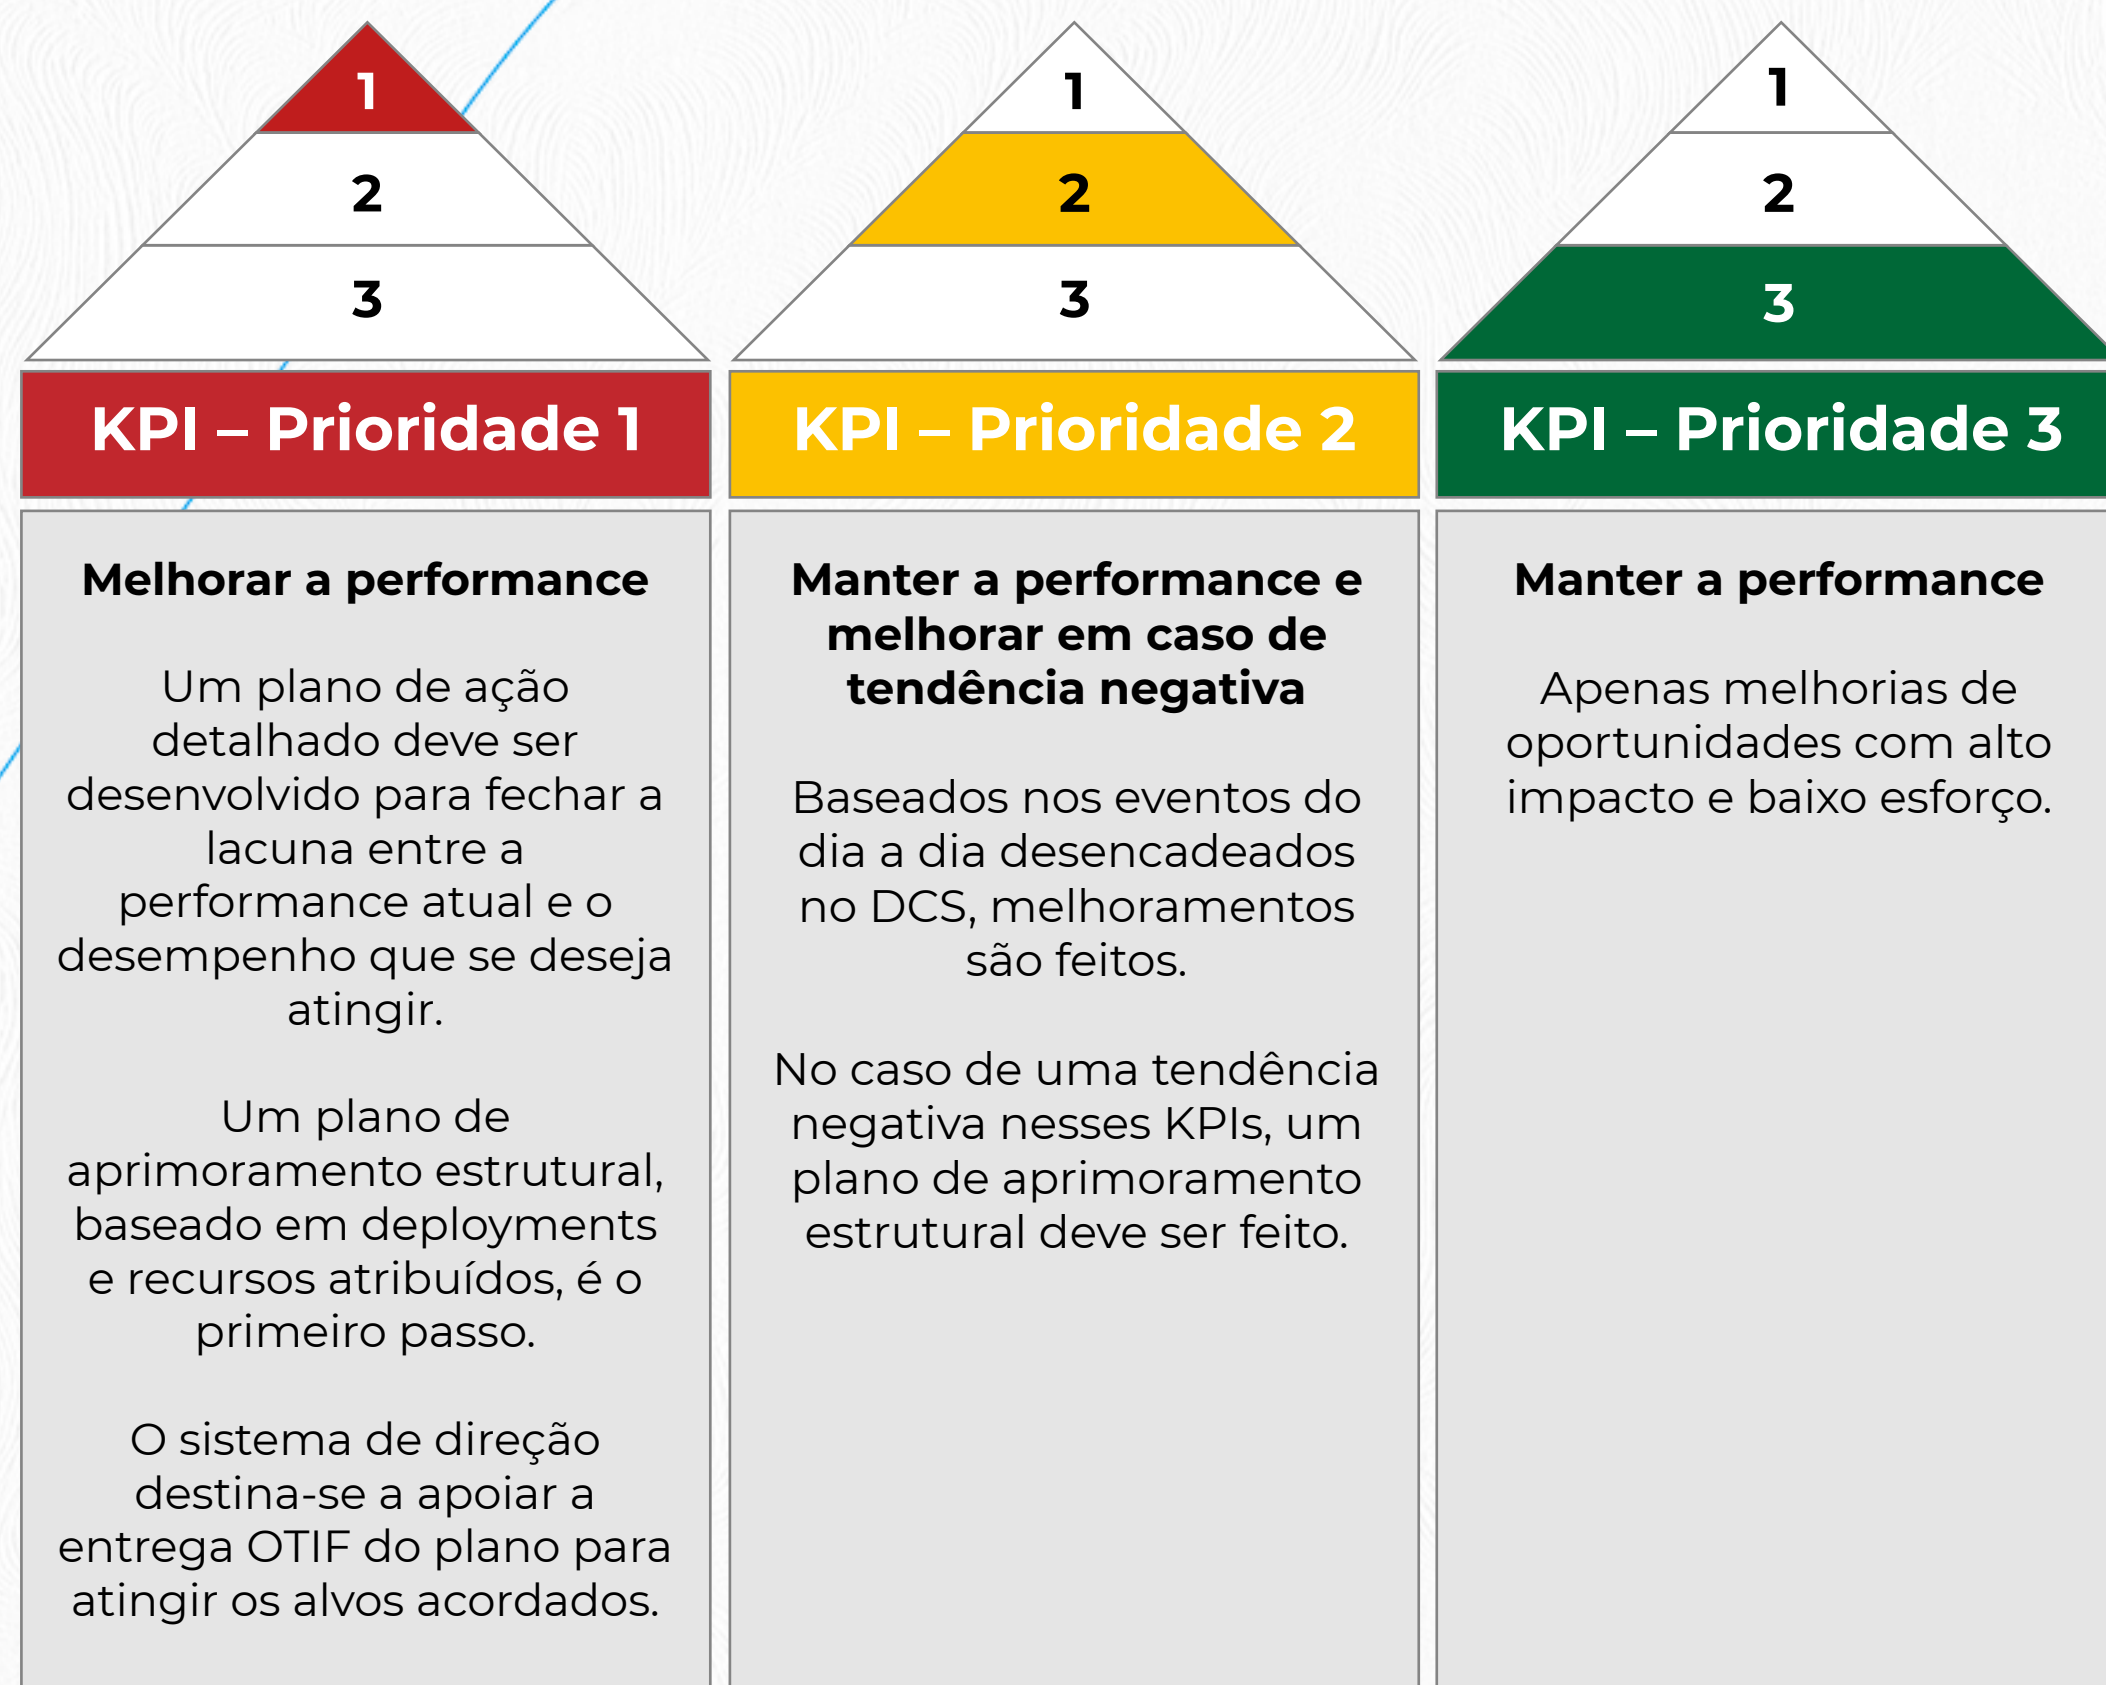 1
2
3
KPI – Prioridade 1
Melhorar a performance
Um plano de ação
detalhado deve ser
desenvolvido para fechar a
lacuna entre a
performance atual e o
desempenho que se deseja
atingir.
Um plano de
aprimoramento estrutural,
baseado em deployments
e recursos atribuídos, é o
primeiro passo.
O sistema de direção
destina-se a apoiar a
entrega OTIF do plano para
atingir os alvos acordados.
1
2
3
KPI – Prioridade 2
Manter a performance e
melhorar em caso de
tendência negativa
Baseados nos eventos do
dia a dia desencadeados
no DCS, melhoramentos
são feitos.
No caso de uma tendência
negativa nesses KPIs, um
plano de aprimoramento
estrutural deve ser feito.
1
2
3
KPI – Prioridade 3
Manter a performance
Apenas melhorias de
oportunidades com alto
impacto e baixo esforço.